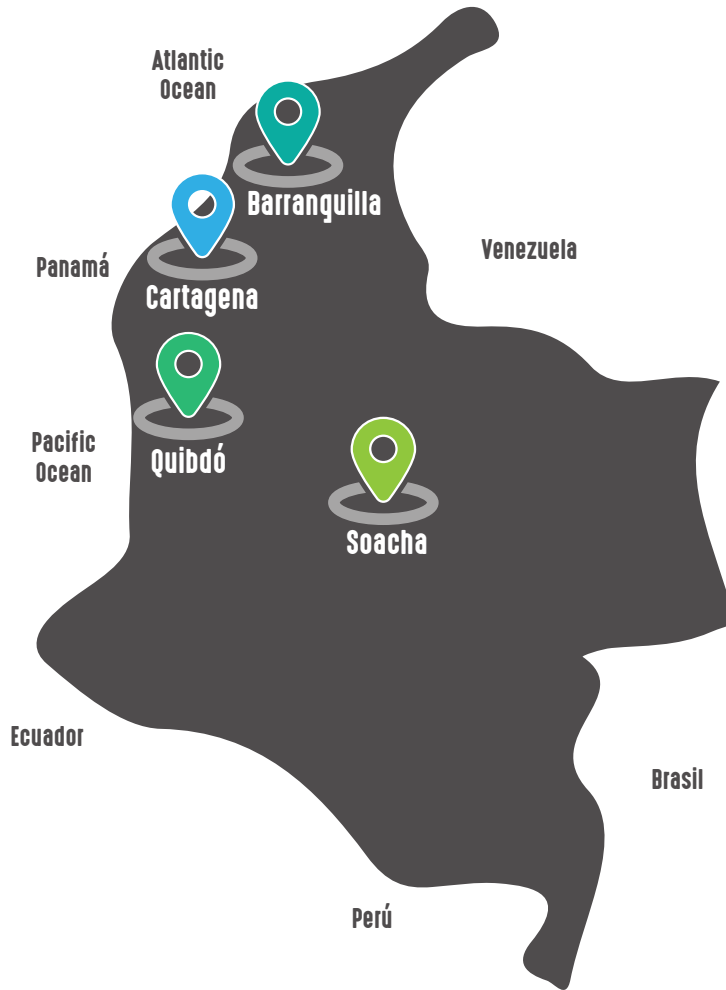 Atlantic
Ocean
Barranquilla
Venezuela
Panamá
Cartagena
Pacific
Ocean
Quibdó
Soacha
Ecuador
Brasil
Perú